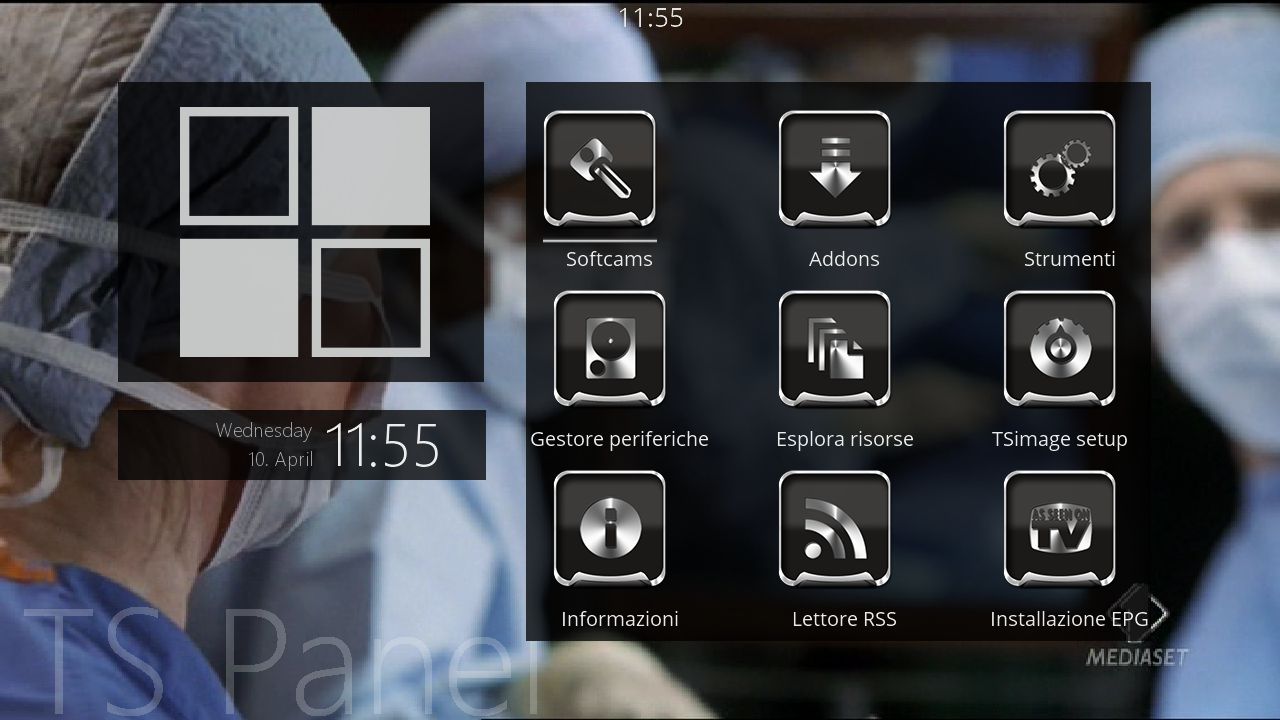 11:55
Wednesday
10. April
11:55
Softcams
Addons
Strumenti
Gestore periferiche
Esplora risorse
TSimage setup
AS SEEN ON
TV
Informazioni
Lettore RSS
Installazione EPG
MEDIASET
TS Panel